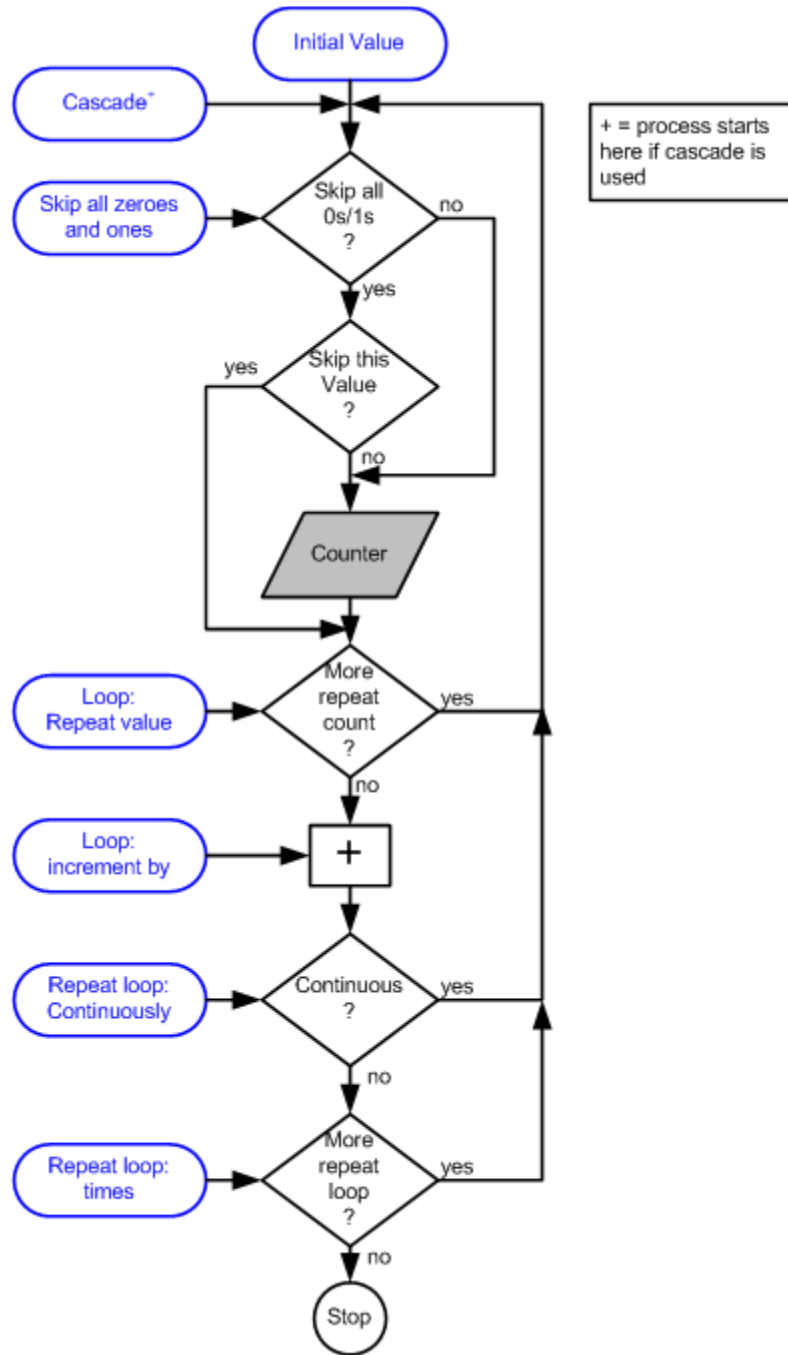 Initial Value
Cascade+
+ = process starts
here if cascade is
used
Skip all zeroes
and ones
Skip all
0s/1s
?
no
yes
Skip this
Value
?
yes
no
Counter
Loop:
Repeat value
More
repeat
count
?
yes
no
Loop:
increment by
+
Repeat loop:
Continuously
Continuous
?
yes
no
Repeat loop:
times
More
repeat
loop
?
yes
no
Stop